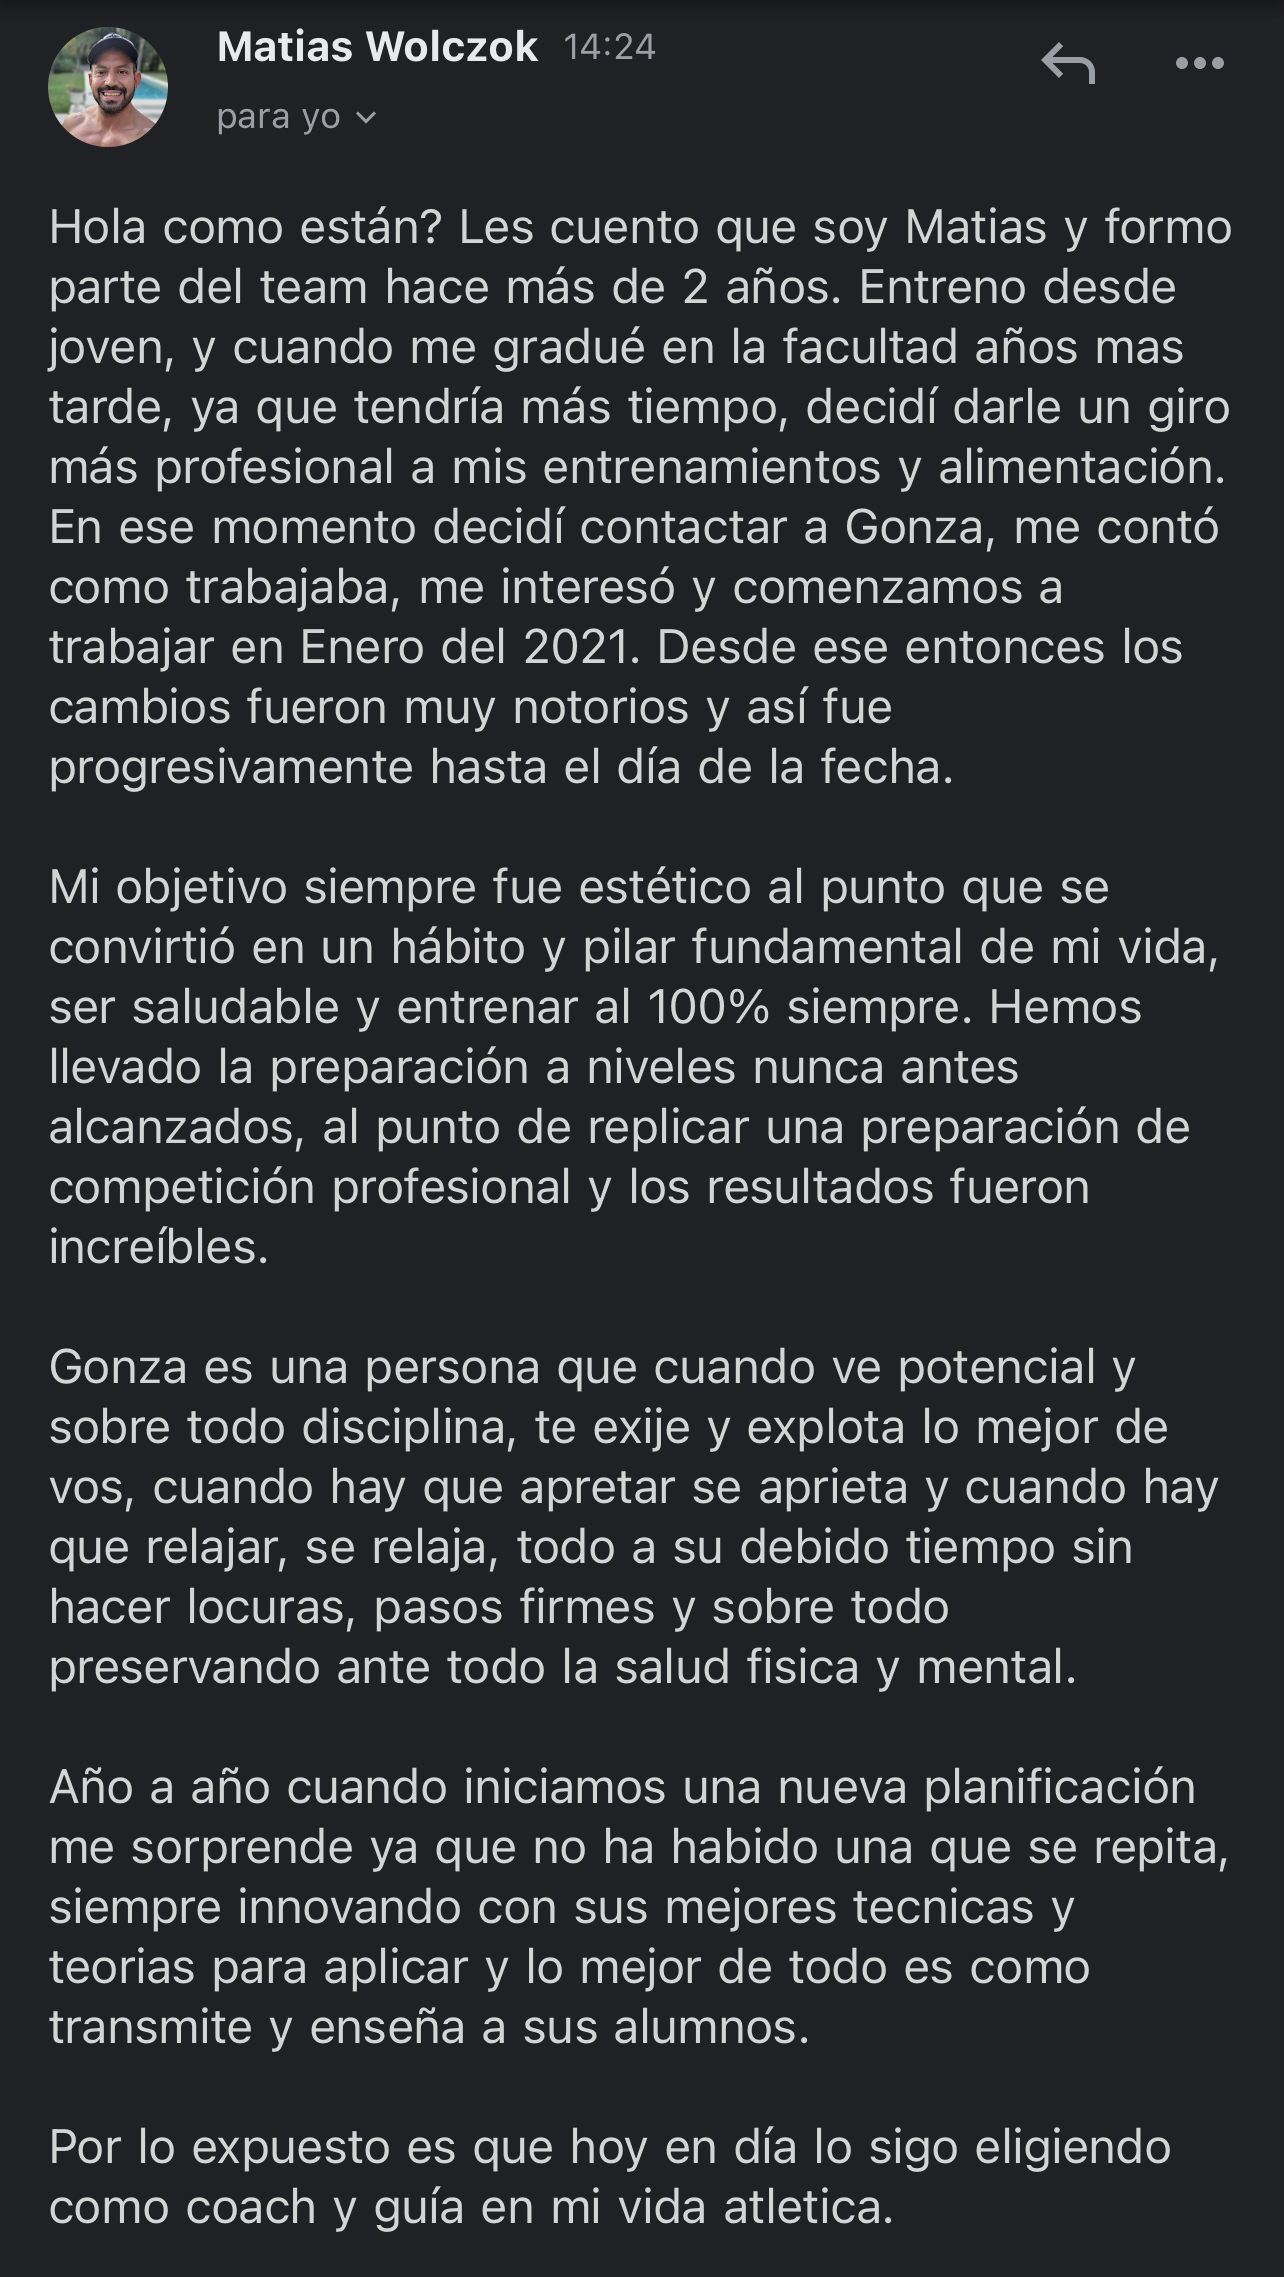 Matias Wolczok 14:24
para yo
Hola como están? Les cuento que soy Matias y formo
parte del team hace más de 2 años. Entreno desde
joven, y cuando me gradué en la facultad años mas
tarde, ya que tendría más tiempo, decidí darle un giro
más profesional a mis entrenamientos y alimentación.
En ese momento decidí contactar a Gonza, me contó
como trabajaba, me interesó y comenzamos a
trabajar en Enero del 2021. Desde ese entonces los
cambios fueron muy notorios y así fue
progresivamente hasta el día de la fecha.
Mi objetivo siempre fue estético al punto que se
convirtió en un hábito y pilar fundamental de mi vida,
ser saludable y entrenar al 100% siempre. Hemos
llevado la preparación a niveles nunca antes
alcanzados, al punto de replicar una preparación de
competición profesional y los resultados fueron
increíbles.
Gonza es una persona que cuando ve potencial y
sobre todo disciplina, te exije y explota lo mejor de
vos, cuando hay que apretar se aprieta y cuando hay
que relajar, se relaja, todo a su debido tiempo sin
hacer locuras, pasos firmes y sobre todo
preservando ante todo la salud fisica y mental.
Año a año cuando iniciamos una nueva planificación
me sorprende ya que no ha habido una que se repita,
siempre innovando con sus mejores tecnicas y
teorias para aplicar y lo mejor de todo es como
transmite y enseña a sus alumnos.
Por lo expuesto es que hoy en día lo sigo eligiendo
como coach y guía en mi vida atletica.